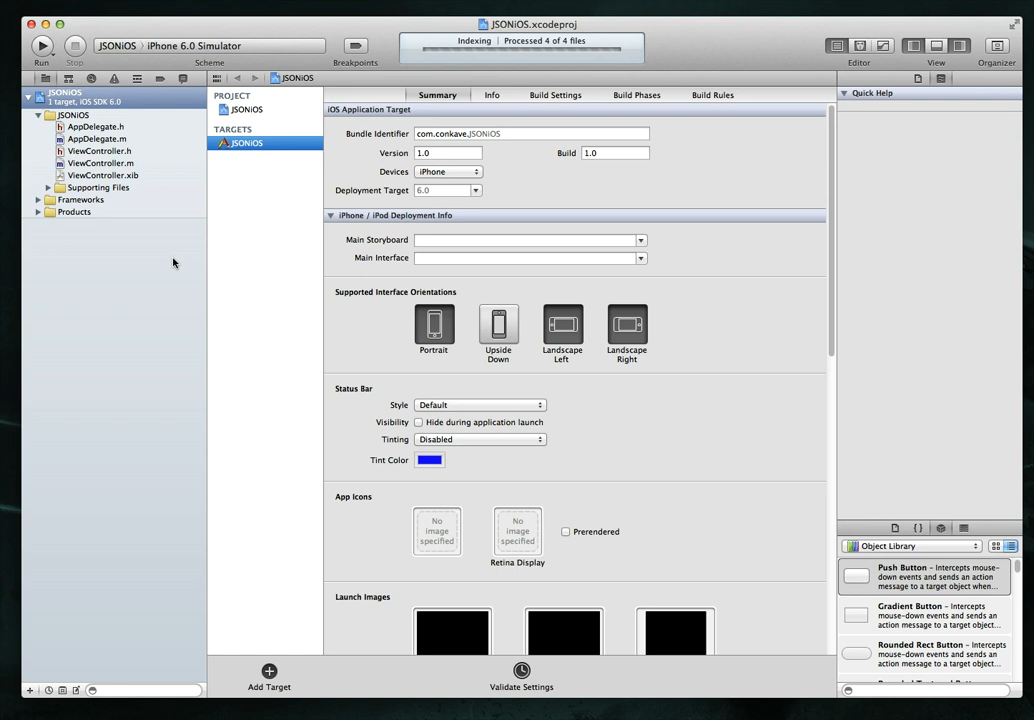 JSONiOS.xcodeproj
JSONiOS › iPhone 6.0 Simulator
Indexing | Processed 4 of 4 files
Run
Stop
Scheme
Breakpoints
Editor
View
Organizer
JSONiOS
1 target, iOS SDK 6.0
JSONiOS
AppDelegate.h
AppDelegate.m
ViewController.h
ViewController.m
ViewController.xib
Supporting Files
Frameworks
Products
JSONiOS
PROJECT
JSONiOS
TARGETS
JSONiOS
Summary
Info
Build Settings
Build Phases
Build Rules
iOS Application Target
Bundle Identifier com.conkave.JSONiOS
Version 1.0
Build 1.0
Devices iPhone
Deployment Target 6.0
iPhone / iPod Deployment Info
Main Storyboard
Main Interface
Supported Interface Orientations
Portrait
Upside
Down
Landscape
Left
Landscape
Right
Status Bar
Style Default
Visibility Hide during application launch
Tinting Disabled
Tint Color
App Icons
No
image
specified
No
image
specified
Prerendered
Retina Display
Launch Images
Add Target
Validate Settings
Quick Help
{ }
Object Library
Push Button – Intercepts mouse-
down events and sends an action
message to a target object when...
Gradient Button – Intercepts
mouse-down events and sends an
action message to a target object...
Rounded Rect Button – Intercepts
mouse-down events and sends an
action message to a target object...